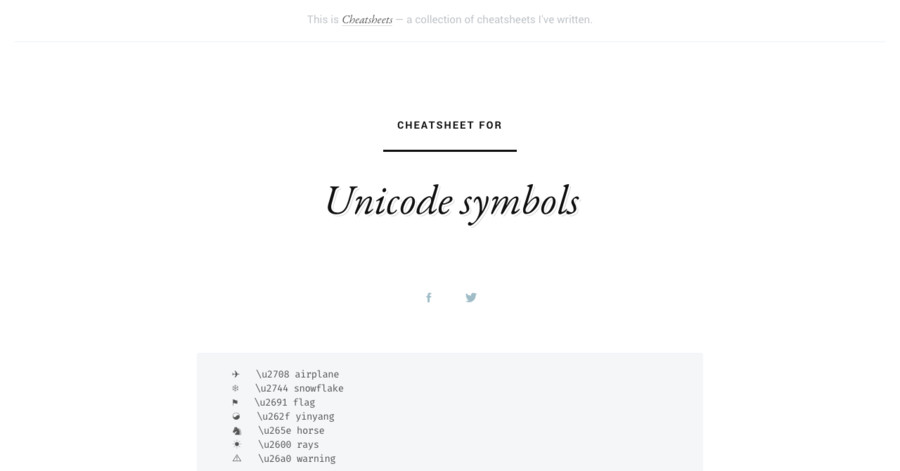 This is Cheatsheets — a collection of cheatsheets I've written.
CHEATSHEET FOR
Unicode symbols
✈ \u2708 airplane
❄ \u2744 snowflake
⚑ \u2691 flag
☯ \u262f yinyang
♞ \u265e horse
☀ \u2600 rays
⚠ \u26a0 warning